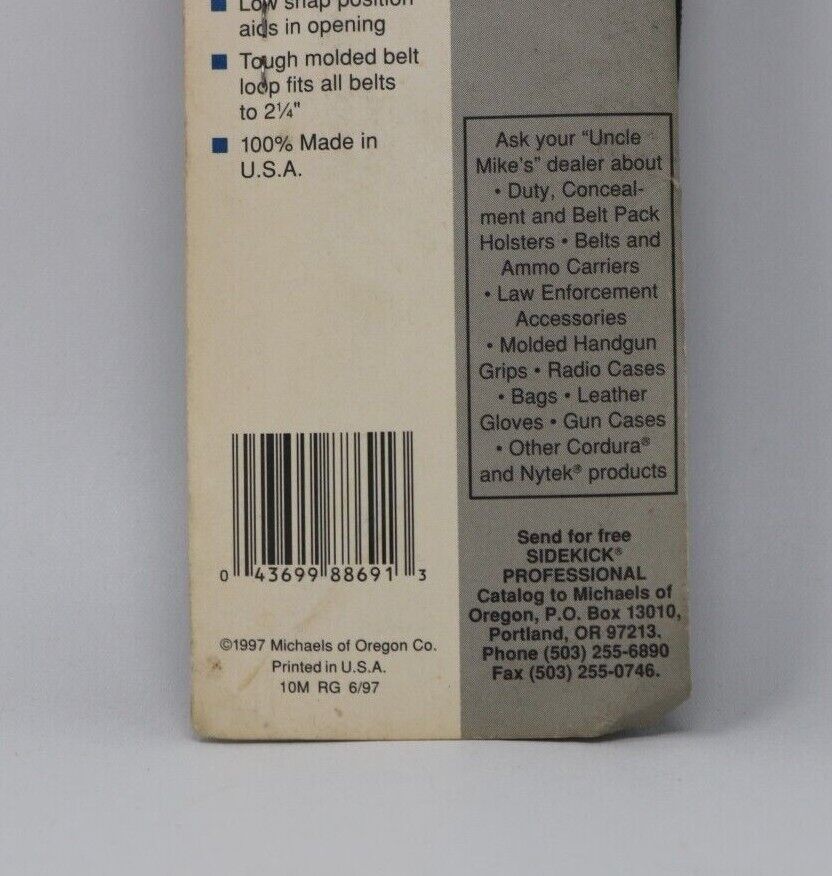 Low snap position
aids in opening
Tough molded belt
loop fits all belts
to 2¼"
100% Made in
U.S.A.
0 43699 88691 3
©1997 Michaels of Oregon Co.
Printed in U.S.A.
10M RG 6/97
Ask your "Uncle
Mike's" dealer about
• Duty, Conceal-
ment and Belt Pack
Holsters • Belts and
Ammo Carriers
• Law Enforcement
Accessories
• Molded Handgun
Grips • Radio Cases
• Bags • Leather
Gloves • Gun Cases
• Other Cordura®
and Nytek® products
Send for free
SIDEKICK®
PROFESSIONAL
Catalog to Michaels of
Oregon, P.O. Box 13010,
Portland, OR 97213.
Phone (503) 255-6890
Fax (503) 255-0746.